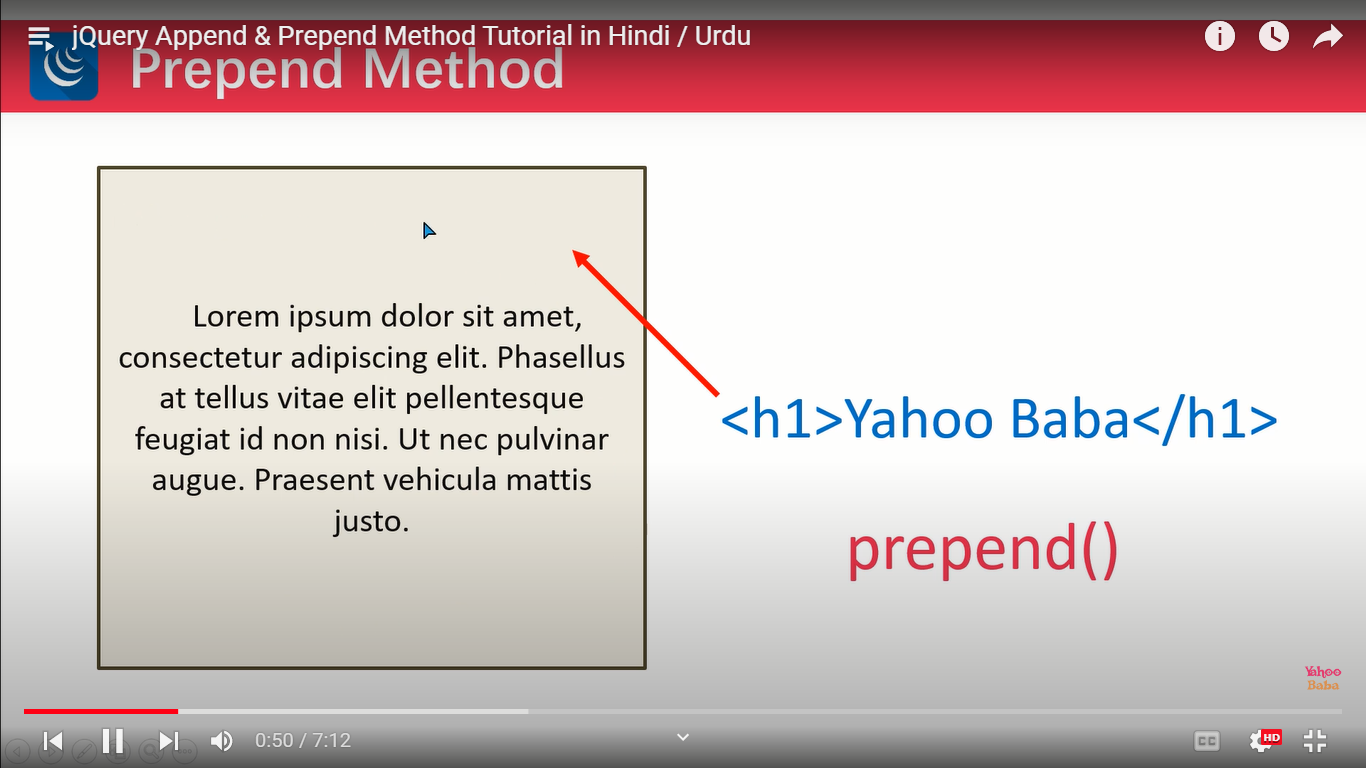 jQuery Append & Prepend Method Tutorial in Hindi / Urdu
Prepend Method
Lorem ipsum dolor sit amet,
consectetur adipiscing elit. Phasellus
at tellus vitae elit pellentesque
feugiat id non nisi. Ut nec pulvinar
augue. Praesent vehicula mattis
justo.
<h1>Yahoo Baba</h1>
prepend()
Yahoo
Baba
0:50 / 7:12
CC
HD